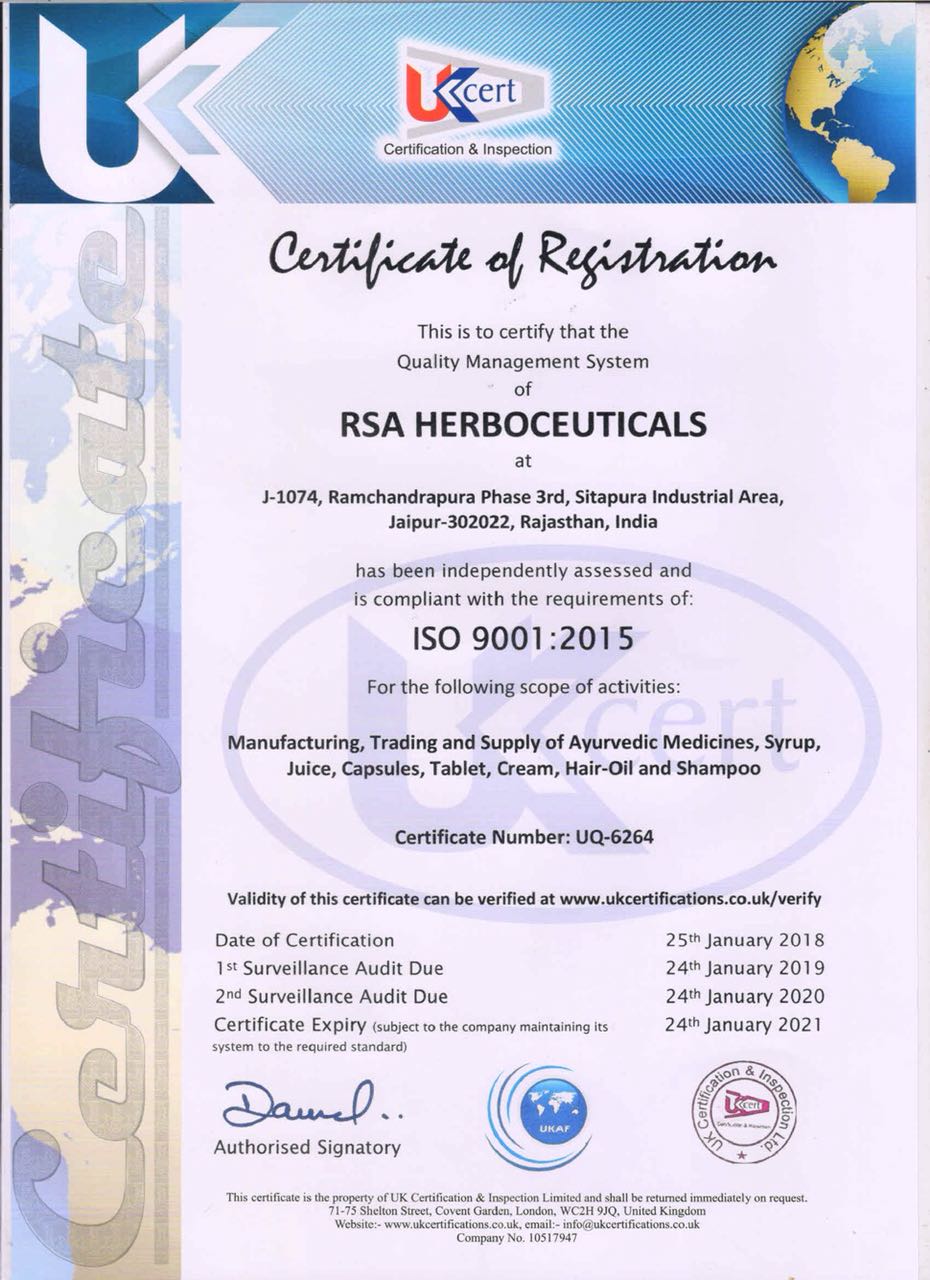 UK
UKcert
Certification & Inspection
Certificate
Certificate of Registration
This is to certify that the
Quality Management System
of
RSA HERBOCEUTICALS
at
J-1074, Ramchandrapura Phase 3rd, Sitapura Industrial Area,
Jaipur-302022, Rajasthan, India
has been independently assessed and
is compliant with the requirements of:
ISO 9001:2015
For the following scope of activities:
UKcert
Manufacturing, Trading and Supply of Ayurvedic Medicines, Syrup,
Juice, Capsules, Tablet, Cream, Hair-Oil and Shampoo
Certificate Number: UQ-6264
Validity of this certificate can be verified at www.ukcertifications.co.uk/verify
Date of Certification 25th January 2018
1st Surveillance Audit Due 24th January 2019
2nd Surveillance Audit Due 24th January 2020
Certificate Expiry (subject to the company maintaining its 24th January 2021
system to the required standard)
Authorised Signatory
UKAF
UK Certification & Inspection Ltd.
UKcert
Certification & Inspection
This certificate is the property of UK Certification & Inspection Limited and shall be returned immediately on request.
71-75 Shelton Street, Covent Garden, London, WC2H 9JQ, United Kingdom
Website:- www.ukcertifications.co.uk, email:- info@ukcertifications.co.uk
Company No. 10517947